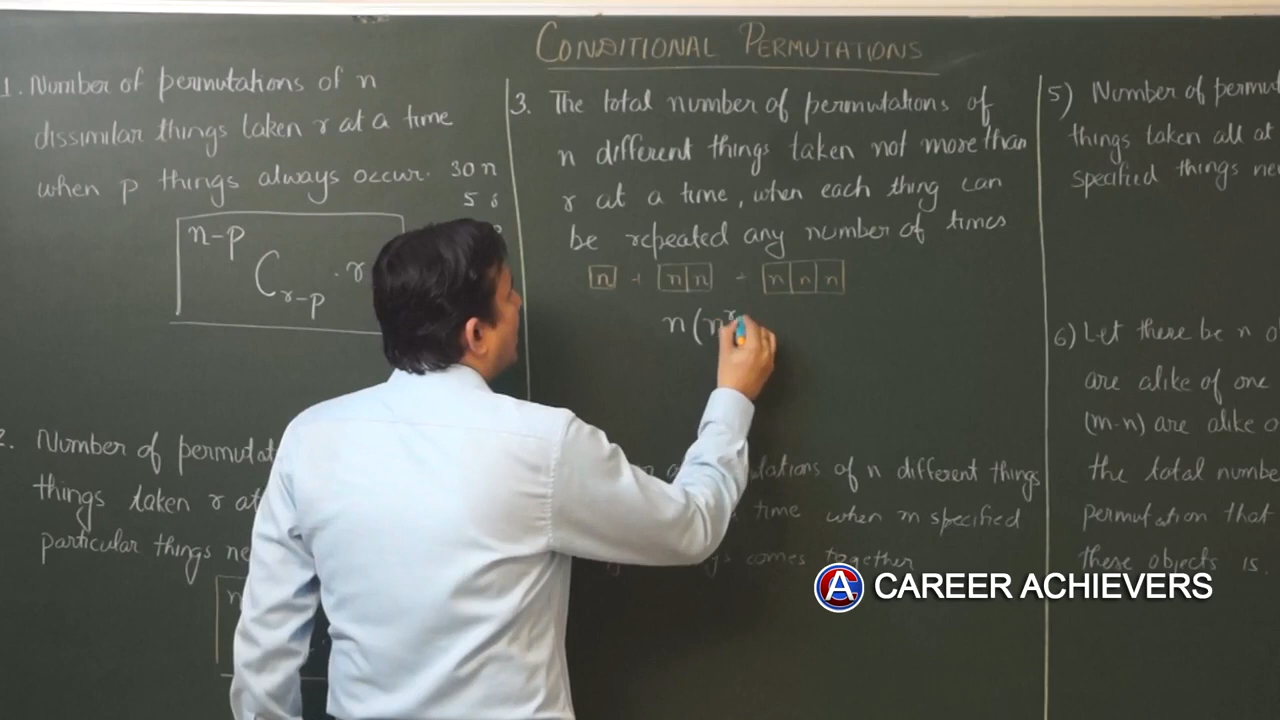 CONDITIONAL PERMUTATIONS
1. Number of permutations of n
dissimilar things taken r at a time
when p things always occur.
30 n
5
n-p
C
r-p
. r
2. Number of permutat
things taken r at
particular things ne
n
3. The total number of permutations of
n different things taken not more than
r at a time, when each thing can
be repeated any number of times
n + n n + n n n
n(n^r
tations of n different things
time when m specified
comes together
5) Number of permu
things taken all at
specified things ne
6) Let there be n o
are alike of one
(m-n) are alike o
the total numbe
permutation that
these objects is.
CAREER ACHIEVERS